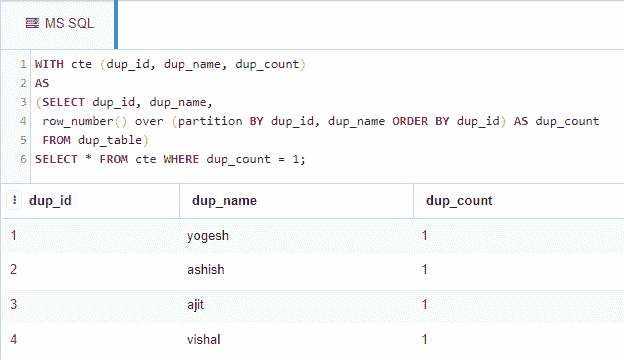 MS SQL
1 WITH cte (dup_id, dup_name, dup_count)
2 AS
3 (SELECT dup_id, dup_name,
4 row_number() over (partition BY dup_id, dup_name ORDER BY dup_id) AS dup_count
5 FROM dup_table)
6 SELECT * FROM cte WHERE dup_count = 1;
dup_id dup_name dup_count
1 yogesh 1
2 ashish 1
3 ajit 1
4 vishal 1